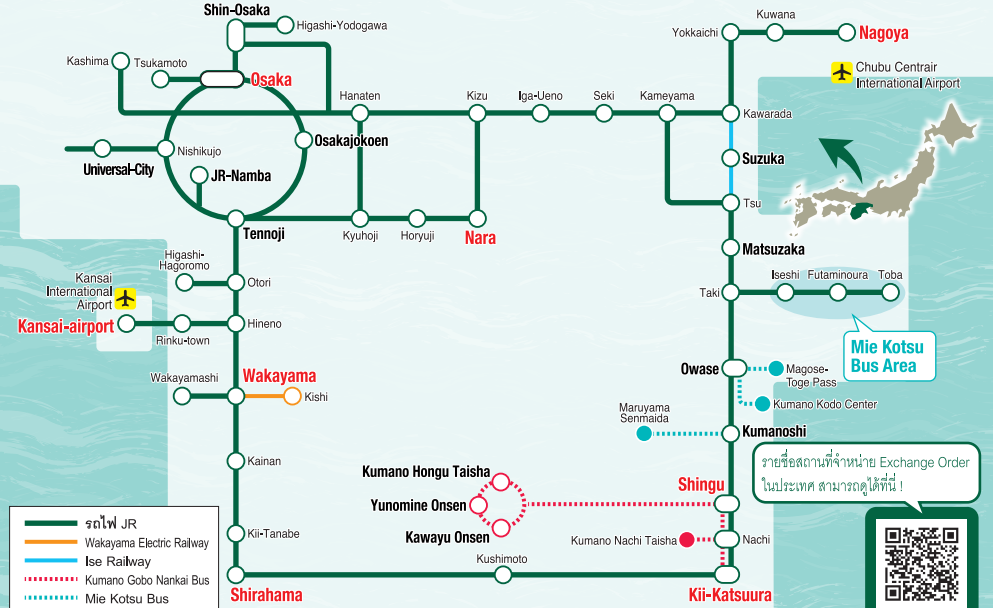 Shin-Osaka
Higashi-Yodogawa
Kashima
Tsukamoto
Osaka
Yokkaichi
Kuwana
Nagoya
Chubu Centrair
International Airport
Hanaten
Kizu
Iga-Ueno
Seki
Kameyama
Kawarada
Universal-City
Nishikujo
Osakajokoen
JR-Namba
Suzuka
Tennoji
Kyuhoji
Horyuji
Nara
Tsu
Matsuzaka
Higashi-
Hagoromo
Otori
Kansai
International
Airport
Kansai-airport
Rinku-town
Hineno
Taki
Iseshi
Futaminoura
Toba
Mie Kotsu
Bus Area
Wakayamashi
Wakayama
Kishi
Owase
Magose-
Toge Pass
Kumano Kodo Center
Maruyama
Senmaida
Kumanoshi
Kainan
Kumano Hongu Taisha
Yunomine Onsen
Kawayu Onsen
Shingu
รายชื่อสถานที่จำหน่าย Exchange Order
ในประเทศ สามารถดูได้ที่นี่ !
Kii-Tanabe
Kumano Nachi Taisha
Nachi
Kushimoto
Shirahama
Kii-Katsuura
รถไฟ JR
Wakayama Electric Railway
Ise Railway
Kumano Gobo Nankai Bus
Mie Kotsu Bus